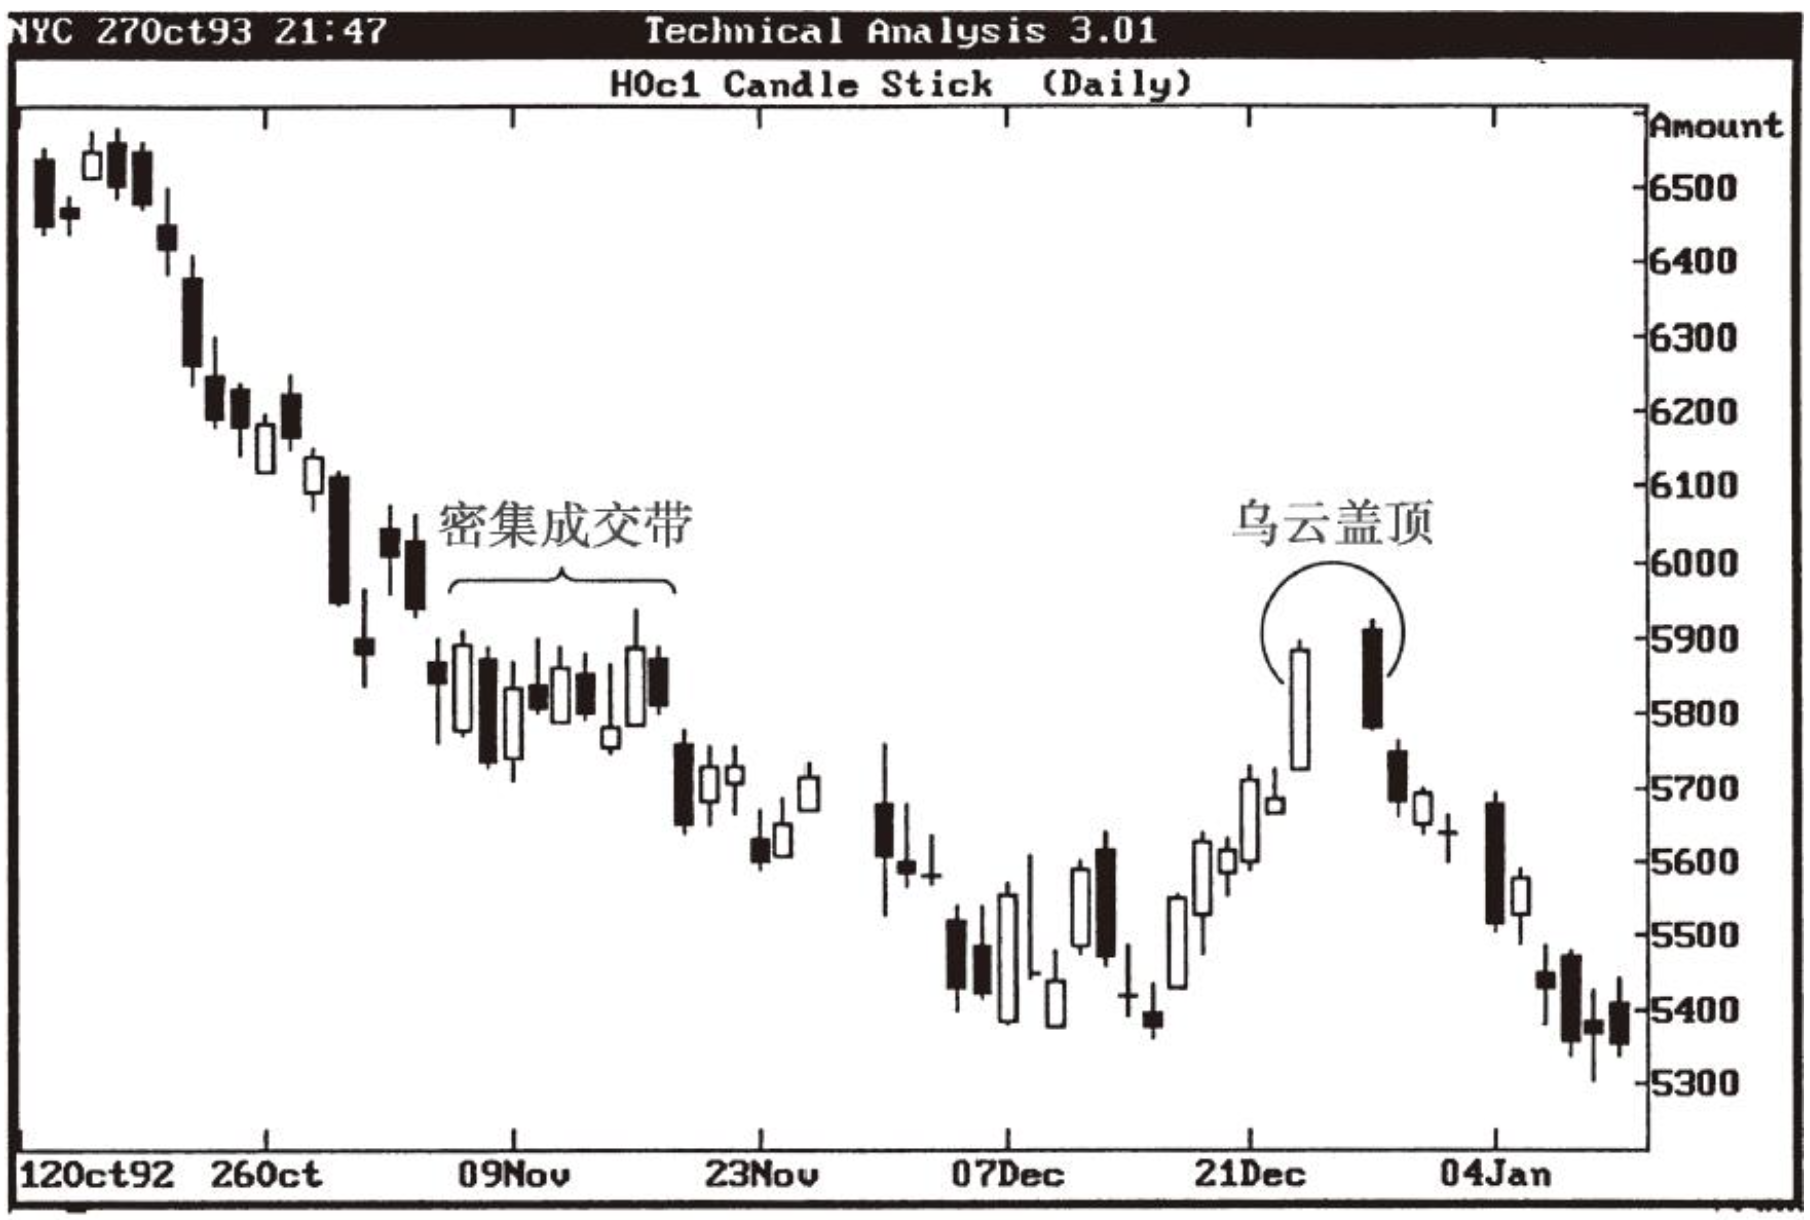 NYC 27Oct93 21:47 Technical Analysis 3.01
HOc1 Candle Stick (Daily)
Amount
6500
6400
6300
6200
6100
密集成交带
乌云盖顶
6000
5900
5800
5700
5600
5500
5400
5300
12Oct92 26Oct 09Nov 23Nov 07Dec 21Dec 04Jan